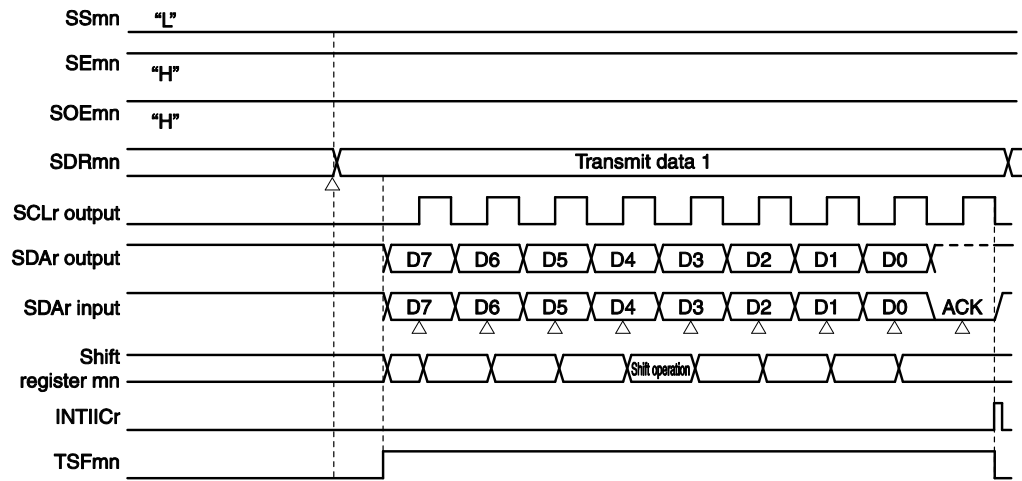 SSmn "L"
SEmn "H"
SOEmn "H"
SDRmn Transmit data 1
SCLr output
SDAr output D7 D6 D5 D4 D3 D2 D1 D0
SDAr input D7 D6 D5 D4 D3 D2 D1 D0 ACK
Shift
register mn Shift operation
INTIICr
TSFmn